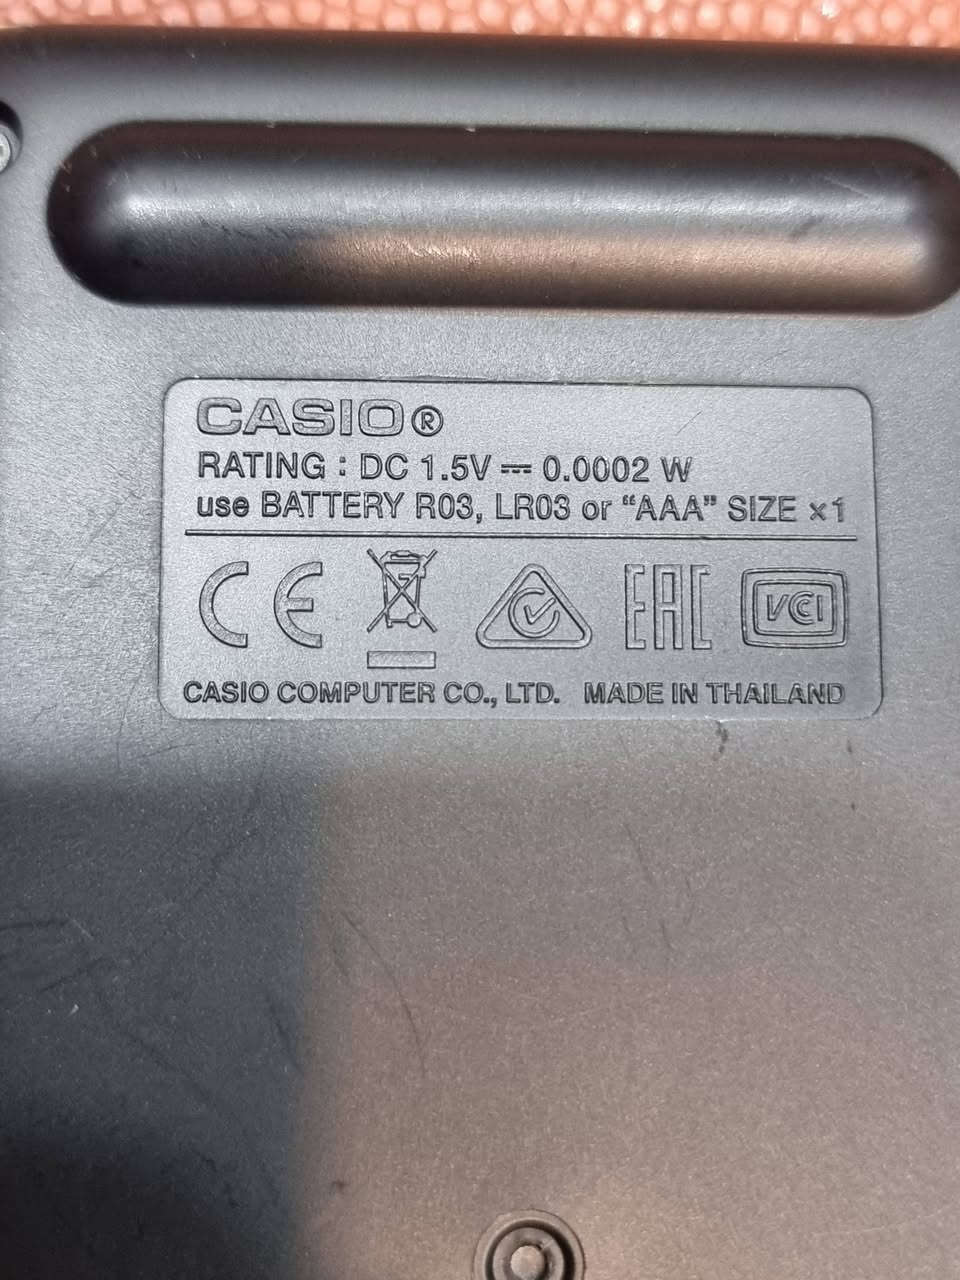 CASIO®
RATING : DC 1.5V ⎓ 0.0002 W
use BATTERY R03, LR03 or “AAA” SIZE ×1
CE EAC VCCI
CASIO COMPUTER CO., LTD. MADE IN THAILAND